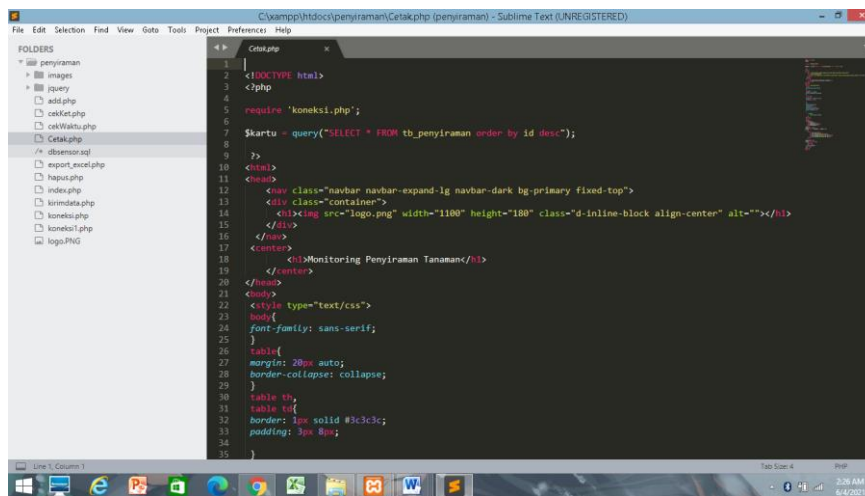 C:\xampp\htdocs\penyiraman\Cetak.php (penyiraman) - Sublime Text (UNREGISTERED)
File Edit Selection Find View Goto Tools Project Preferences Help
FOLDERS
penyiraman
images
jquery
add.php
cekKet.php
cekWaktu.php
Cetak.php
/* dbsensor.sql
export_excel.php
hapus.php
index.php
kirimdata.php
koneksi.php
koneksi1.php
logo.PNG
Cetak.php ×
1
2 <!DOCTYPE html>
3 <?php
4
5 require 'koneksi.php';
6
7 $kartu = query("SELECT * FROM tb_penyiraman order by id desc");
8
9 ?>
10 <html>
11 <head>
12 <nav class="navbar navbar-expand-lg navbar-dark bg-primary fixed-top">
13 <div class="container">
14 <h1><img src="logo.png" width="1100" height="180" class="d-inline-block align-center" alt=""></h1>
15 </div>
16 </nav>
17 <center>
18 <h1>Monitoring Penyiraman Tanaman</h1>
19 </center>
20 </head>
21 <body>
22 <style type="text/css">
23 body{
24 font-family: sans-serif;
25 }
26 table{
27 margin: 20px auto;
28 border-collapse: collapse;
29 }
30 table th,
31 table td{
32 border: 1px solid #3c3c3c;
33 padding: 3px 8px;
34
35 }
Line 1, Column 1
Tab Size: 4 PHP
2:26 AM